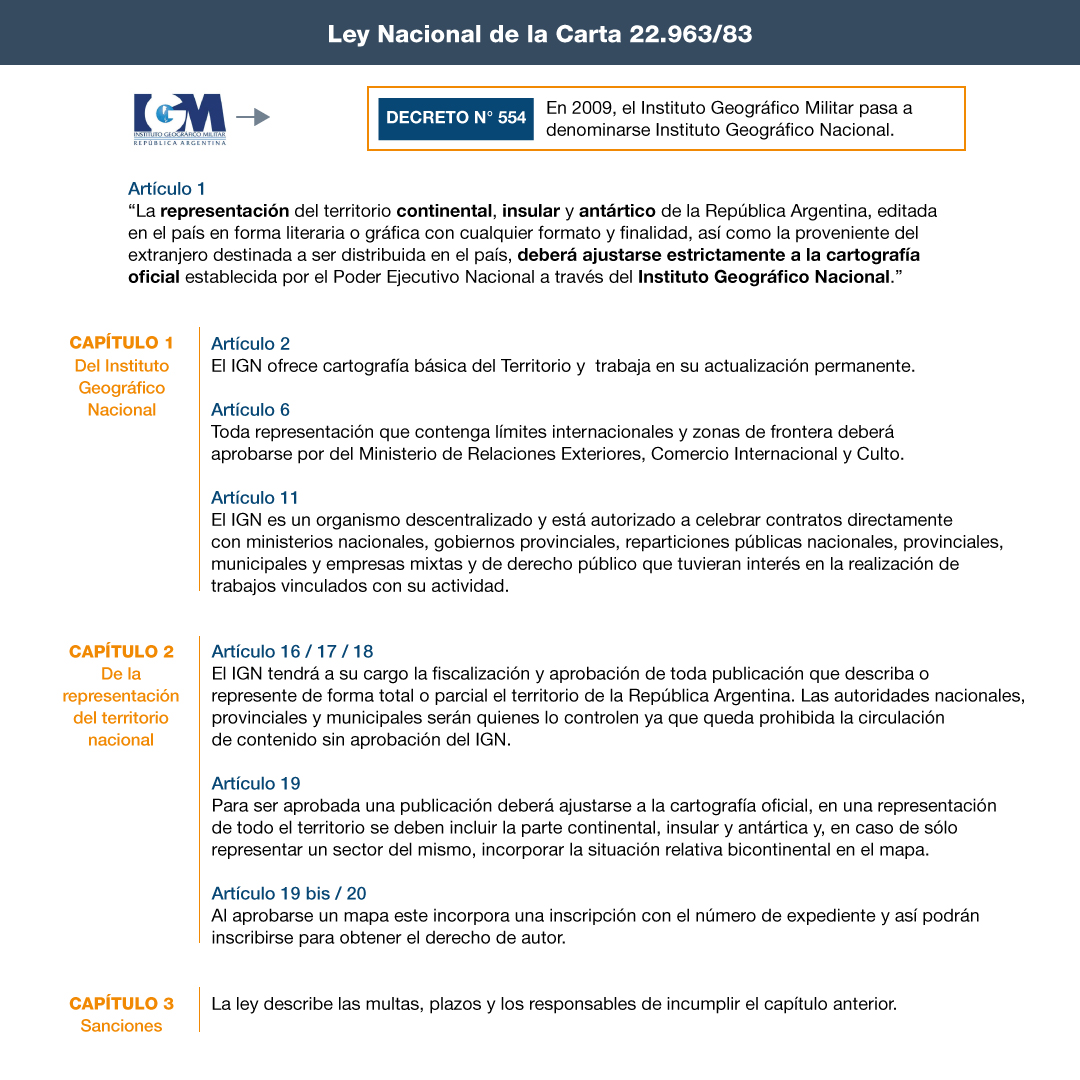 Ley Nacional de la Carta 22.963/83
IGM
INSTITUTO GEOGRÁFICO MILITAR
REPÚBLICA ARGENTINA
DECRETO N° 554
En 2009, el Instituto Geográfico Militar pasa a
denominarse Instituto Geográfico Nacional.
Artículo 1
“La representación del territorio continental, insular y antártico de la República Argentina, editada
en el país en forma literaria o gráfica con cualquier formato y finalidad, así como la proveniente del
extranjero destinada a ser distribuida en el país, deberá ajustarse estrictamente a la cartografía
oficial establecida por el Poder Ejecutivo Nacional a través del Instituto Geográfico Nacional.”
CAPÍTULO 1
Del Instituto
Geográfico
Nacional
Artículo 2
El IGN ofrece cartografía básica del Territorio y  trabaja en su actualización permanente.
Artículo 6
Toda representación que contenga límites internacionales y zonas de frontera deberá
aprobarse por del Ministerio de Relaciones Exteriores, Comercio Internacional y Culto.
Artículo 11
El IGN es un organismo descentralizado y está autorizado a celebrar contratos directamente
con ministerios nacionales, gobiernos provinciales, reparticiones públicas nacionales, provinciales,
municipales y empresas mixtas y de derecho público que tuvieran interés en la realización de
trabajos vinculados con su actividad.
CAPÍTULO 2
De la
representación
del territorio
nacional
Artículo 16 / 17 / 18
El IGN tendrá a su cargo la fiscalización y aprobación de toda publicación que describa o
represente de forma total o parcial el territorio de la República Argentina. Las autoridades nacionales,
provinciales y municipales serán quienes lo controlen ya que queda prohibida la circulación
de contenido sin aprobación del IGN.
Artículo 19
Para ser aprobada una publicación deberá ajustarse a la cartografía oficial, en una representación
de todo el territorio se deben incluir la parte continental, insular y antártica y, en caso de sólo
representar un sector del mismo, incorporar la situación relativa bicontinental en el mapa.
Artículo 19 bis / 20
Al aprobarse un mapa este incorpora una inscripción con el número de expediente y así podrán
inscribirse para obtener el derecho de autor.
CAPÍTULO 3
Sanciones
La ley describe las multas, plazos y los responsables de incumplir el capítulo anterior.